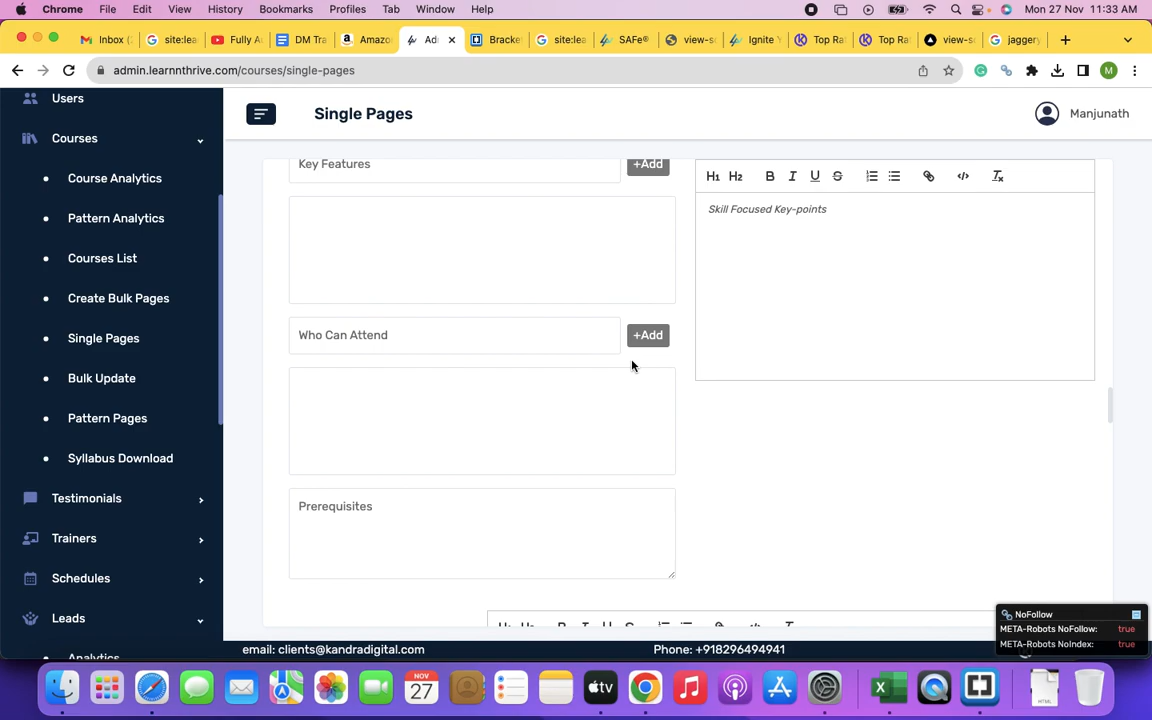 Chrome File Edit View History Bookmarks Profiles Tab Window Help Mon 27 Nov 11:33 AM
Inbox ( site:lea Fully A DM Tra Amazo Ad Bracke site:lea SAFe® view-s Ignite Y Top Ra Top Ra view-s jaggery
admin.learnnthrive.com/courses/single-pages M
Users
Courses
Course Analytics
Pattern Analytics
Courses List
Create Bulk Pages
Single Pages
Bulk Update
Pattern Pages
Syllabus Download
Testimonials
Trainers
Schedules
Leads
Analytics
Single Pages
Manjunath
Key Features +Add
Who Can Attend +Add
Prerequisites
H1 H2 B I U S
Skill Focused Key-points
NoFollow
META-Robots NoFollow: true
META-Robots NoIndex: true
email: clients@kandradigital.com Phone: +918296494941
NOV
27
HTML